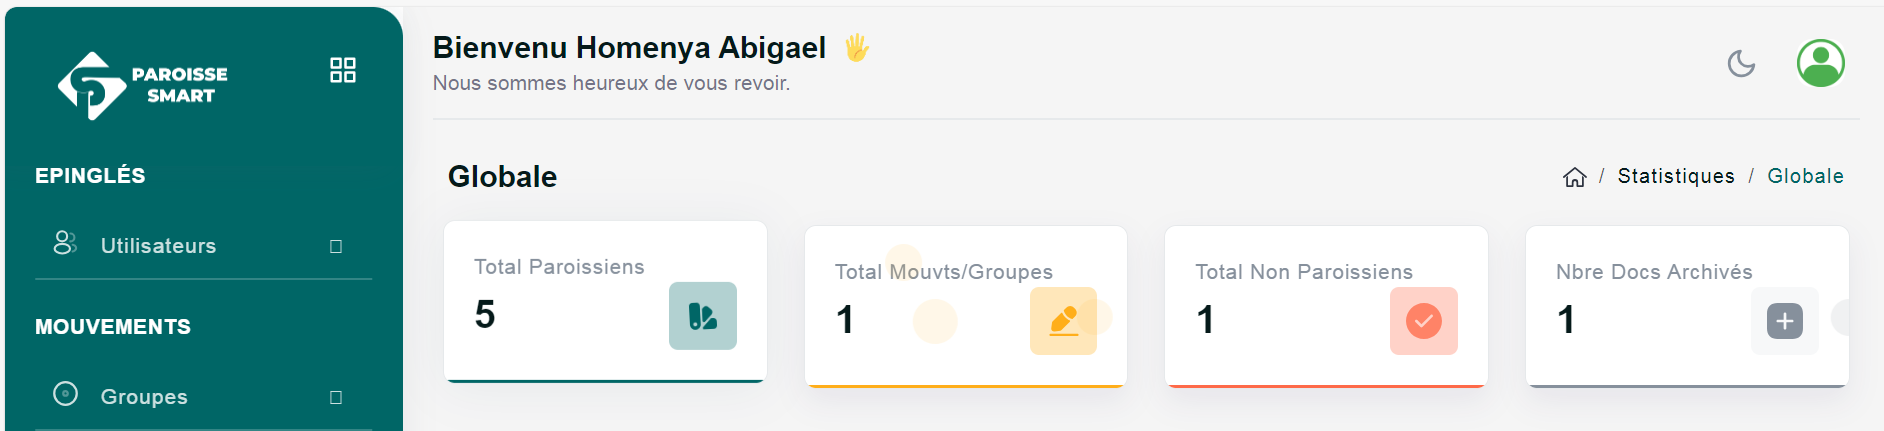 PAROISSE
SMART
EPINGLÉS
Utilisateurs
MOUVEMENTS
Groupes
Bienvenu Homenya Abigael 🖐
Nous sommes heureux de vous revoir.
Globale
/ Statistiques / Globale
Total Paroissiens
5
Total Mouvts/Groupes
1
Total Non Paroissiens
1
Nbre Docs Archivés
1